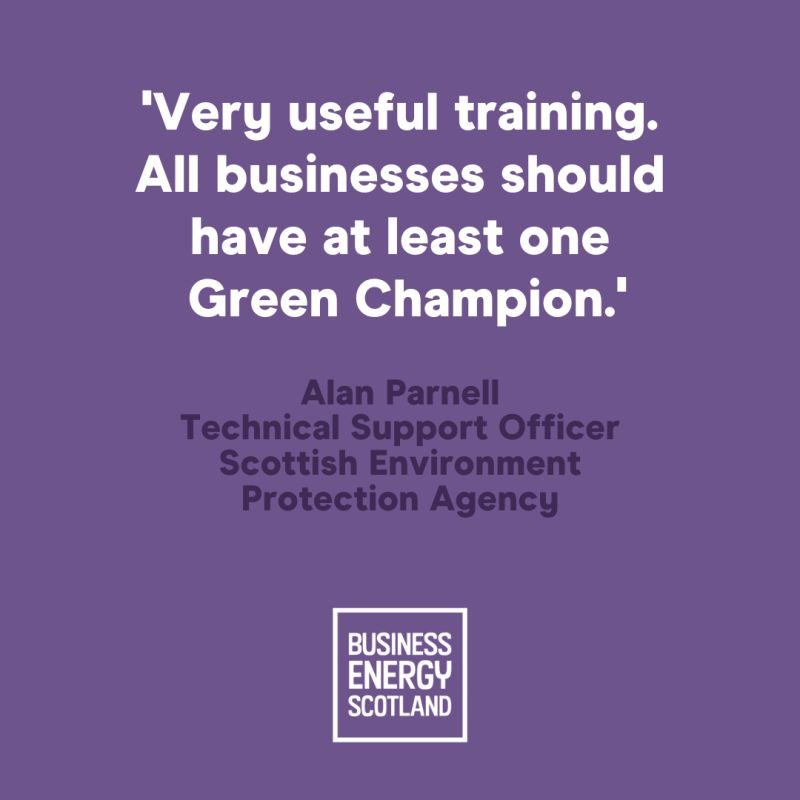 'Very useful training.
All businesses should
have at least one
Green Champion.'
Alan Parnell
Technical Support Officer
Scottish Environment
Protection Agency
BUSINESS
ENERGY
SCOTLAND